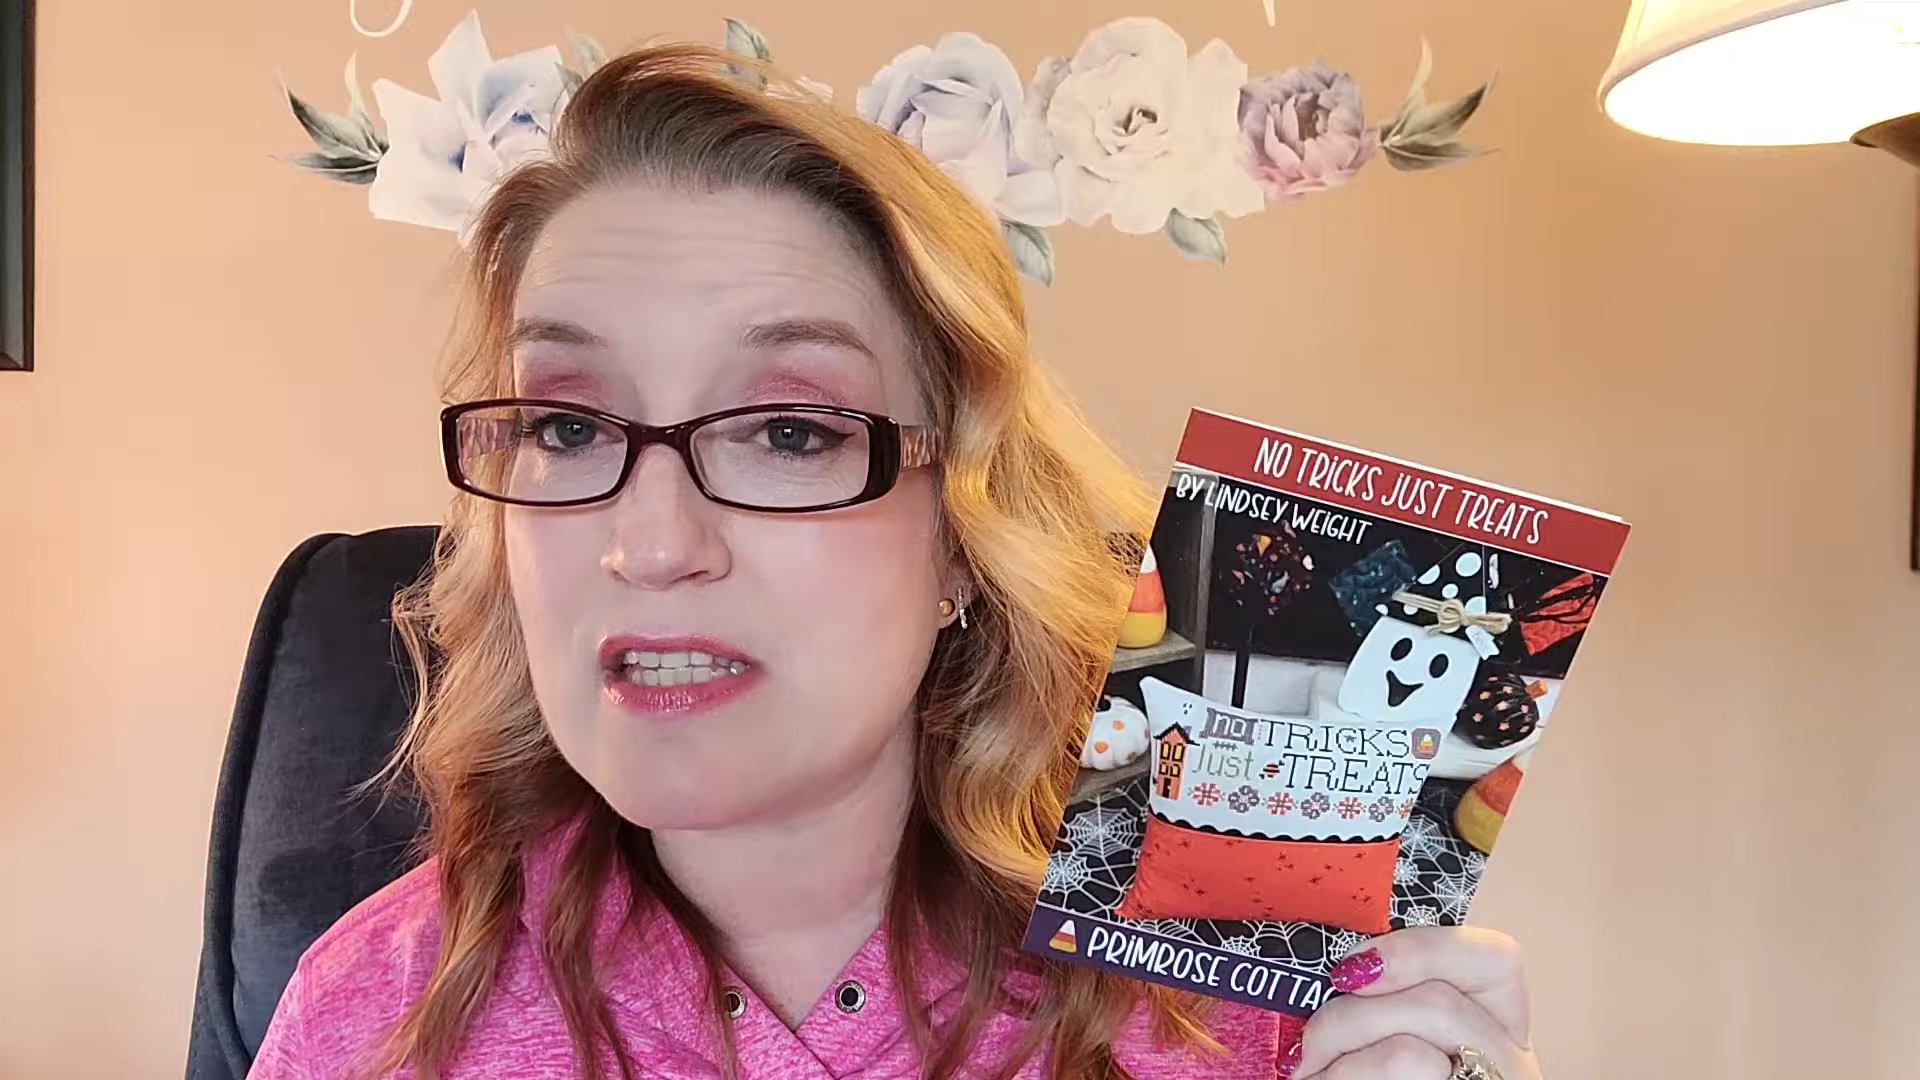 NO TRICKS JUST TREATS
BY LINDSEY WEIGHT
no TRICKS
Just TREATS
PRIMROSE COTTA